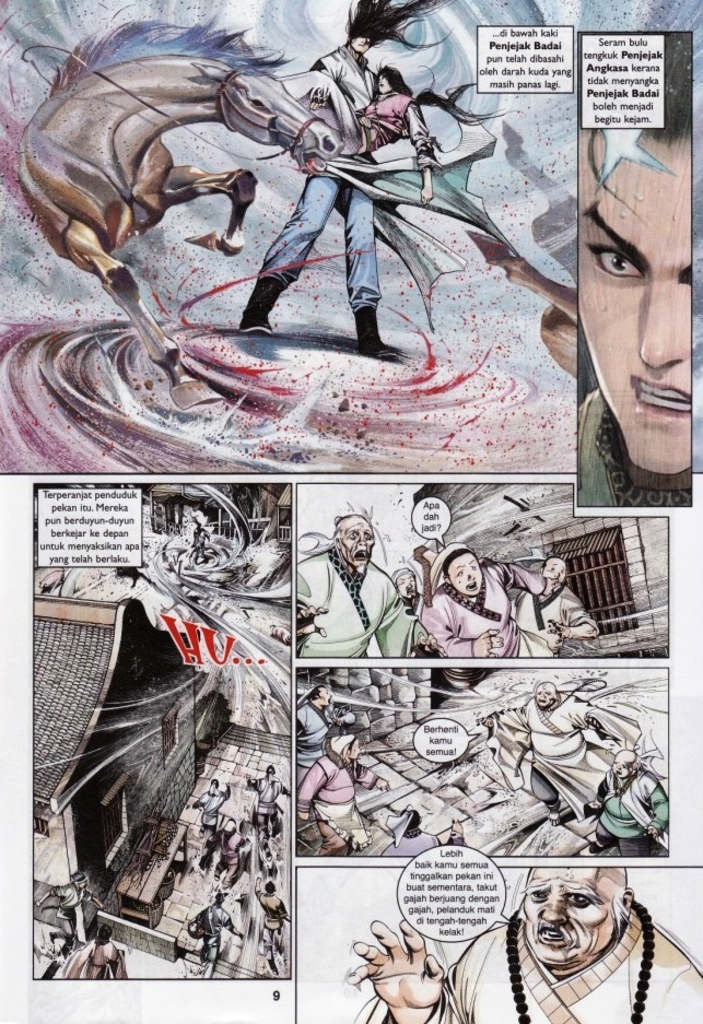 ...di bawah kaki
Penjejak Badai
pun telah dibasahi
oleh darah kuda yang
masih panas lagi.
Seram bulu
tengkuk Penjejak
Angkasa kerana
tidak menyangka
Penjejak Badai
boleh menjadi
begitu kejam.
Terperanjat penduduk
pekan itu. Mereka
pun berduyun-duyun
berkejar ke depan
untuk menyaksikan apa
yang telah berlaku.
HU...
Apa
dah
jadi?
Berhenti
kamu
semua!
Lebih
baik kamu semua
tinggalkan pekan ini
buat sementara, takut
gajah berjuang dengan
gajah, pelanduk mati
di tengah-tengah
kelak!
9